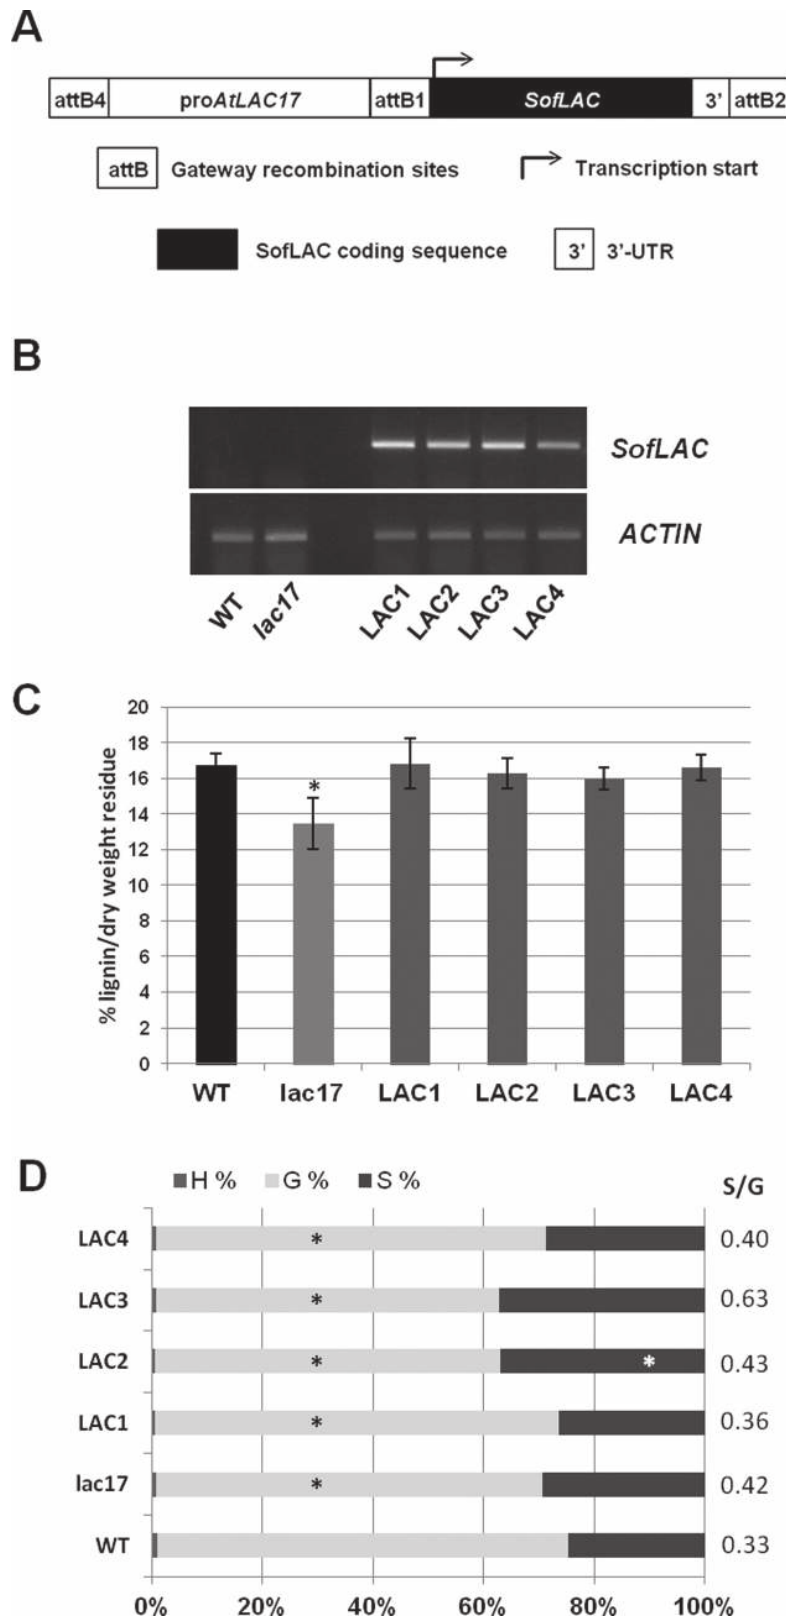 A
attB4 proAtLAC17 attB1 SofLAC 3' attB2
attB Gateway recombination sites Transcription start
SofLAC coding sequence 3' 3'-UTR
B
SofLAC
ACTIN
WT lac17 LAC1 LAC2 LAC3 LAC4
C
% lignin/dry weight residue
20
18
16
14
12
10
8
6
4
2
0
*
WT lac17 LAC1 LAC2 LAC3 LAC4
D
H % G % S % S/G
LAC4 * 0.40
LAC3 * 0.63
LAC2 * * 0.43
LAC1 * 0.36
lac17 * 0.42
WT 0.33
0% 20% 40% 60% 80% 100%